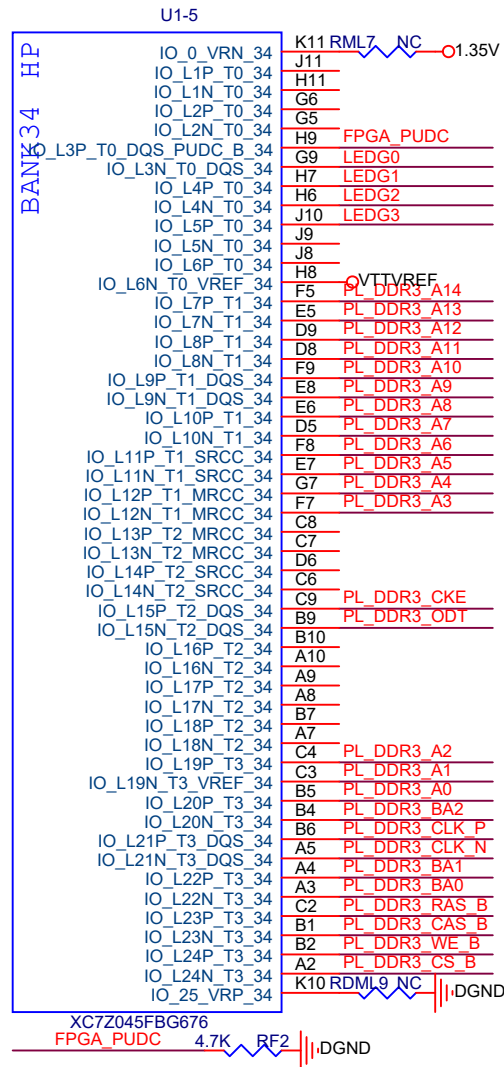 U1-5
BANK34 HP
IO_0_VRN_34 K11 RML7 NC 1.35V
IO_L1P_T0_34 J11
IO_L1N_T0_34 H11
IO_L2P_T0_34 G6
IO_L2N_T0_34 G5
IO_L3P_T0_DQS_PUDC_B_34 H9 FPGA_PUDC
IO_L3N_T0_DQS_34 G9 LEDG0
IO_L4P_T0_34 H7 LEDG1
IO_L4N_T0_34 H6 LEDG2
IO_L5P_T0_34 J10 LEDG3
IO_L5N_T0_34 J9
IO_L6P_T0_34 J8
IO_L6N_T0_VREF_34 H8 VTTVREF
IO_L7P_T1_34 F5 PL_DDR3_A14
IO_L7N_T1_34 E5 PL_DDR3_A13
IO_L8P_T1_34 D9 PL_DDR3_A12
IO_L8N_T1_34 D8 PL_DDR3_A11
IO_L9P_T1_DQS_34 F9 PL_DDR3_A10
IO_L9N_T1_DQS_34 E8 PL_DDR3_A9
IO_L10P_T1_34 E6 PL_DDR3_A8
IO_L10N_T1_34 D5 PL_DDR3_A7
IO_L11P_T1_SRCC_34 F8 PL_DDR3_A6
IO_L11N_T1_SRCC_34 E7 PL_DDR3_A5
IO_L12P_T1_MRCC_34 G7 PL_DDR3_A4
IO_L12N_T1_MRCC_34 F7 PL_DDR3_A3
IO_L13P_T2_MRCC_34 C8
IO_L13N_T2_MRCC_34 C7
IO_L14P_T2_SRCC_34 D6
IO_L14N_T2_SRCC_34 C6
IO_L15P_T2_DQS_34 C9 PL_DDR3_CKE
IO_L15N_T2_DQS_34 B9 PL_DDR3_ODT
IO_L16P_T2_34 B10
IO_L16N_T2_34 A10
IO_L17P_T2_34 A9
IO_L17N_T2_34 A8
IO_L18P_T2_34 B7
IO_L18N_T2_34 A7
IO_L19P_T3_34 C4 PL_DDR3_A2
IO_L19N_T3_VREF_34 C3 PL_DDR3_A1
IO_L20P_T3_34 B5 PL_DDR3_A0
IO_L20N_T3_34 B4 PL_DDR3_BA2
IO_L21P_T3_DQS_34 B6 PL_DDR3_CLK_P
IO_L21N_T3_DQS_34 A5 PL_DDR3_CLK_N
IO_L22P_T3_34 A4 PL_DDR3_BA1
IO_L22N_T3_34 A3 PL_DDR3_BA0
IO_L23P_T3_34 C2 PL_DDR3_RAS_B
IO_L23N_T3_34 B1 PL_DDR3_CAS_B
IO_L24P_T3_34 B2 PL_DDR3_WE_B
IO_L24N_T3_34 A2 PL_DDR3_CS_B
IO_25_VRP_34 K10 RDML9 NC DGND
XC7Z045FBG676
FPGA_PUDC 4.7K RF2 DGND